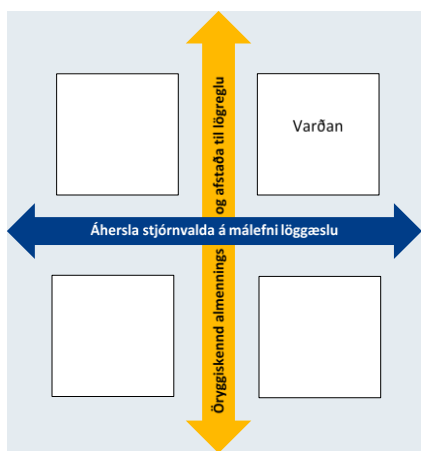 Varðan
Áhersla stjórnvalda á málefni löggæslu
Öryggiskennd almennings og afstaða til lögreglu